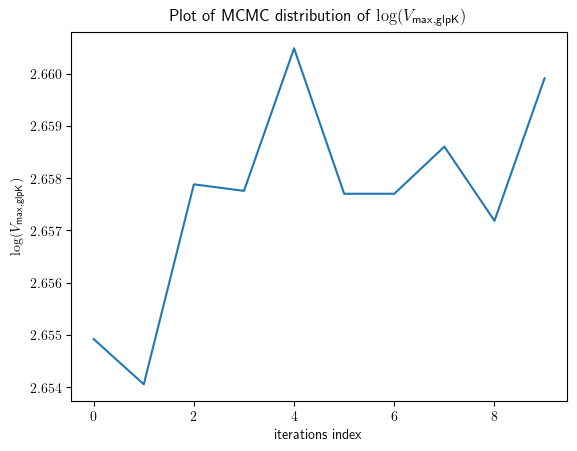 Plot of MCMC distribution of log(V_max,glpK)
log(V_max,glpK)
2.660
2.659
2.658
2.657
2.656
2.655
2.654
0 2 4 6 8
iterations index